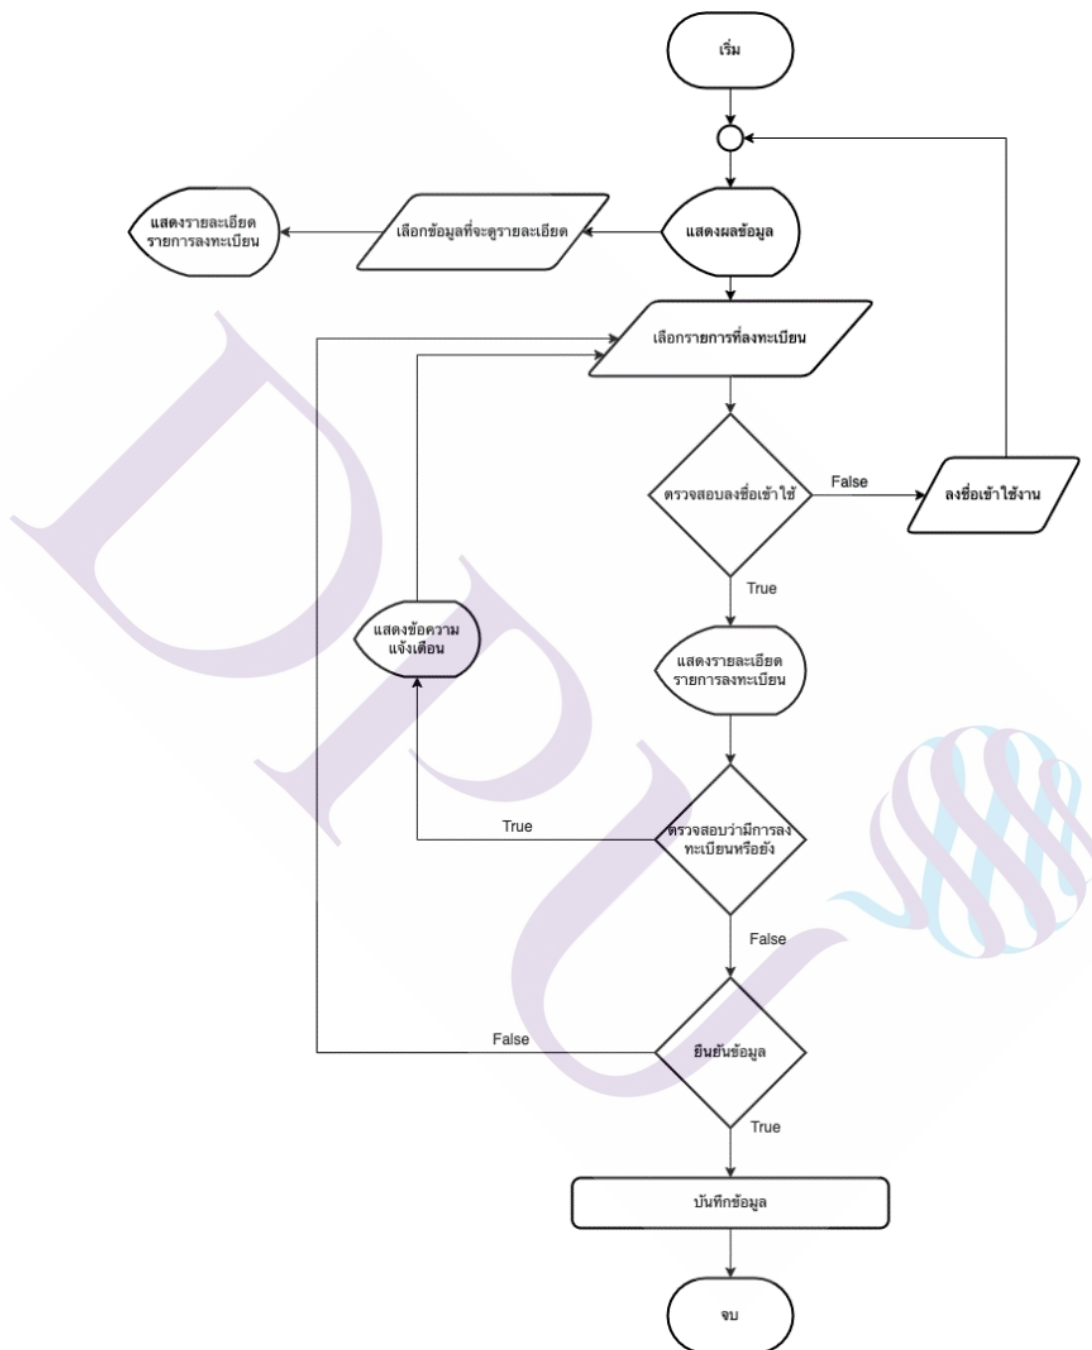 เริ่ม
แสดงรายละเอียด
รายการลงทะเบียน
เลือกข้อมูลที่จะดูรายละเอียด
แสดงผลข้อมูล
เลือกรายการที่ลงทะเบียน
ตรวจสอบลงชื่อเข้าใช้
False
ลงชื่อเข้าใช้งาน
True
แสดงข้อความ
แจ้งเตือน
แสดงรายละเอียด
รายการลงทะเบียน
True
ตรวจสอบว่ามีการลง
ทะเบียนหรือยัง
False
False
ยืนยันข้อมูล
True
บันทึกข้อมูล
จบ
DPU